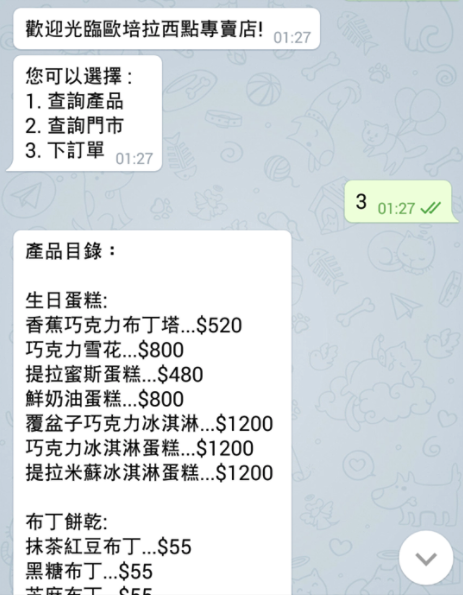 歡迎光臨歐培拉西點專賣店! 01:27
您可以選擇 :
1. 查詢產品
2. 查詢門市
3. 下訂單 01:27
3 01:27
產品目錄：
生日蛋糕:
香蕉巧克力布丁塔...$520
巧克力雪花...$800
提拉蜜斯蛋糕...$480
鮮奶油蛋糕...$800
覆盆子巧克力冰淇淋...$1200
巧克力冰淇淋蛋糕...$1200
提拉米蘇冰淇淋蛋糕...$1200
布丁餅乾:
抹茶紅豆布丁...$55
黑糖布丁...$55
芝麻布丁...$55